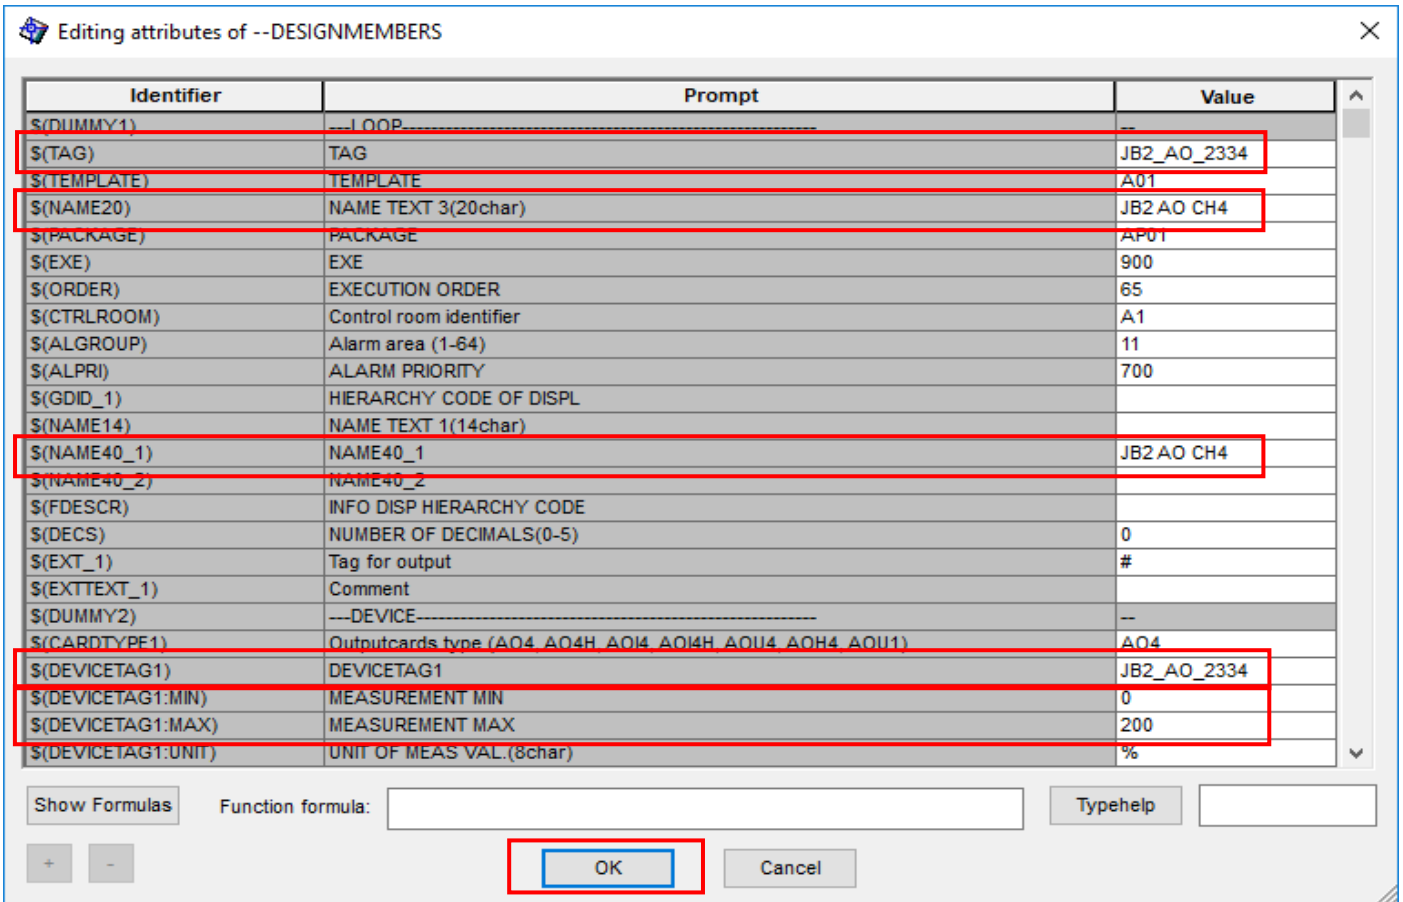 Editing attributes of --DESIGNMEMBERS
Identifier Prompt Value
$(DUMMY1) ---LOOP--------------------------------------------------------- --
$(TAG) TAG JB2_AO_2334
$(TEMPLATE) TEMPLATE A01
$(NAME20) NAME TEXT 3(20char) JB2 AO CH4
$(PACKAGE) PACKAGE AP01
$(EXE) EXE 900
$(ORDER) EXECUTION ORDER 65
$(CTRLROOM) Control room identifier A1
$(ALGROUP) Alarm area (1-64) 11
$(ALPRI) ALARM PRIORITY 700
$(GDID_1) HIERARCHY CODE OF DISPL
$(NAME14) NAME TEXT 1(14char)
$(NAME40_1) NAME40_1 JB2 AO CH4
$(NAME40_2) NAME40_2
$(FDESCR) INFO DISP HIERARCHY CODE
$(DECS) NUMBER OF DECIMALS(0-5) 0
$(EXT_1) Tag for output #
$(EXTTEXT_1) Comment
$(DUMMY2) ---DEVICE------------------------------------------------------- --
$(CARDTYPE1) Outputcards type (AO4, AO4H, AOI4, AOI4H, AOU4, AOH4, AOU1) AO4
$(DEVICETAG1) DEVICETAG1 JB2_AO_2334
$(DEVICETAG1:MIN) MEASUREMENT MIN 0
$(DEVICETAG1:MAX) MEASUREMENT MAX 200
$(DEVICETAG1:UNIT) UNIT OF MEAS VAL.(8char) %
Show Formulas Function formula: Typehelp
+ - OK Cancel